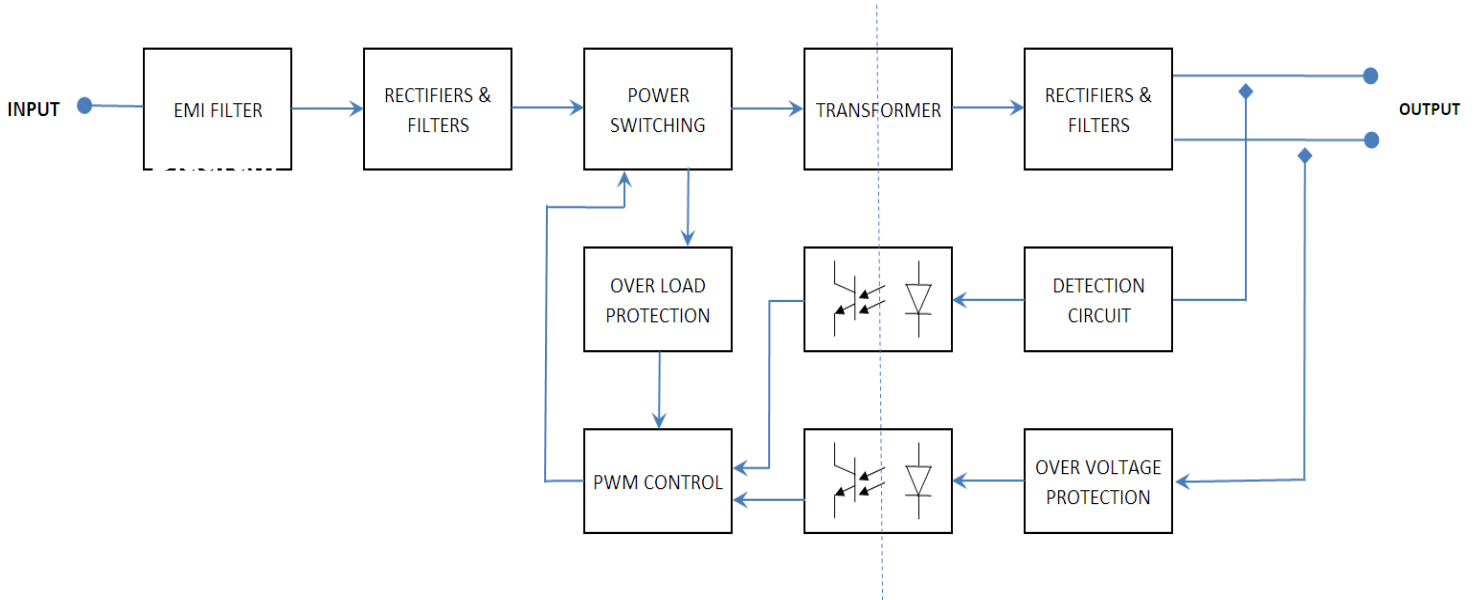 INPUT
EMI FILTER
RECTIFIERS &
FILTERS
POWER
SWITCHING
TRANSFORMER
RECTIFIERS &
FILTERS
OUTPUT
OVER LOAD
PROTECTION
DETECTION
CIRCUIT
PWM CONTROL
OVER VOLTAGE
PROTECTION